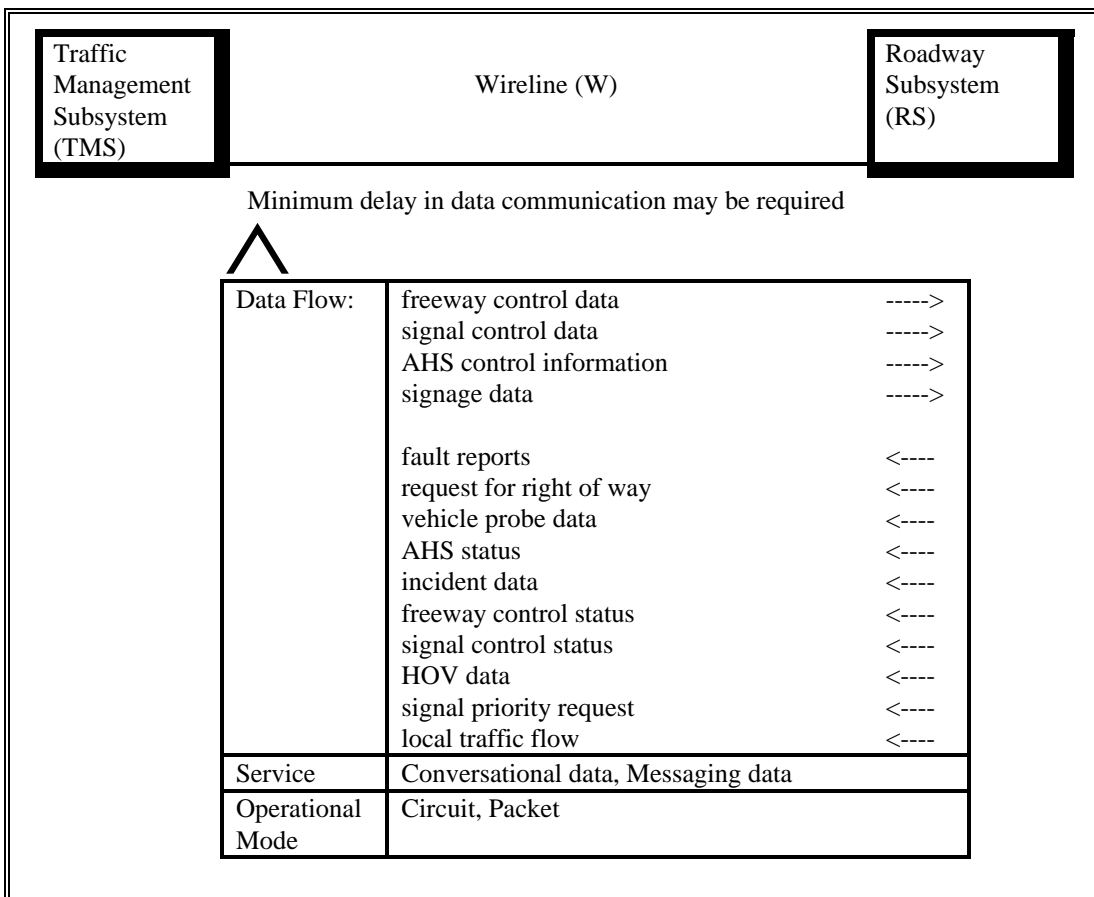 Traffic
Management
Subsystem
(TMS)
Wireline (W)
Roadway
Subsystem
(RS)
Minimum delay in data communication may be required
Data Flow: freeway control data ----->
signal control data ----->
AHS control information ----->
signage data ----->
fault reports <----
request for right of way <----
vehicle probe data <----
AHS status <----
incident data <----
freeway control status <----
signal control status <----
HOV data <----
signal priority request <----
local traffic flow <----
Service Conversational data, Messaging data
Operational Circuit, Packet
Mode